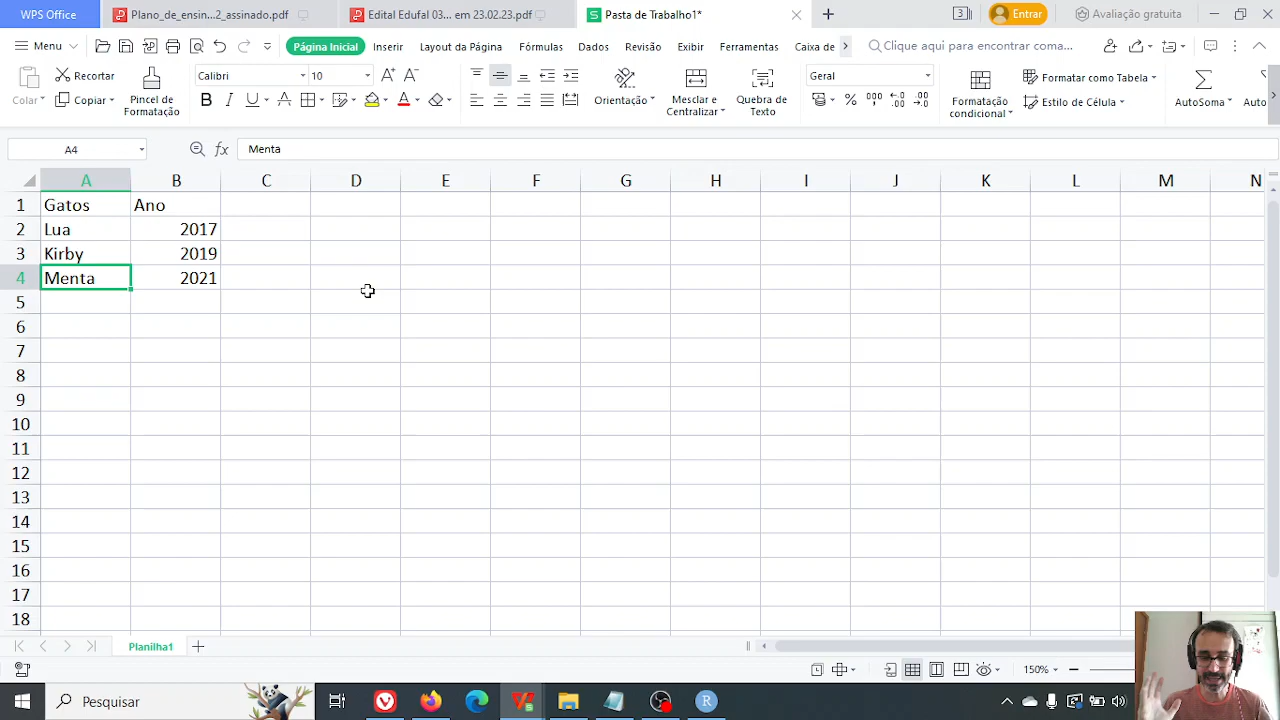 WPS Office
Plano_de_ensin...2_assinado.pdf
Edital Edufal 03... em 23.02.23.pdf
Pasta de Trabalho1*
Entrar
Avaliação gratuita
Menu
Página Inicial
Inserir
Layout da Página
Fórmulas
Dados
Revisão
Exibir
Ferramentas
Caixa de
Clique aqui para encontrar come...
Colar
Recortar
Copiar
Pincel de
Formatação
Calibri
10
Orientação
Mesclar e
Centralizar
Quebra de
Texto
Geral
Formatação
condicional
Formatar como Tabela
Estilo de Célula
AutoSoma
Auto
A4
Menta
A B C D E F G H I J K L M N
1 Gatos Ano
2 Lua 2017
3 Kirby 2019
4 Menta 2021
5
6
7
8
9
10
11
12
13
14
15
16
17
18
Planilha1
150%
Pesquisar